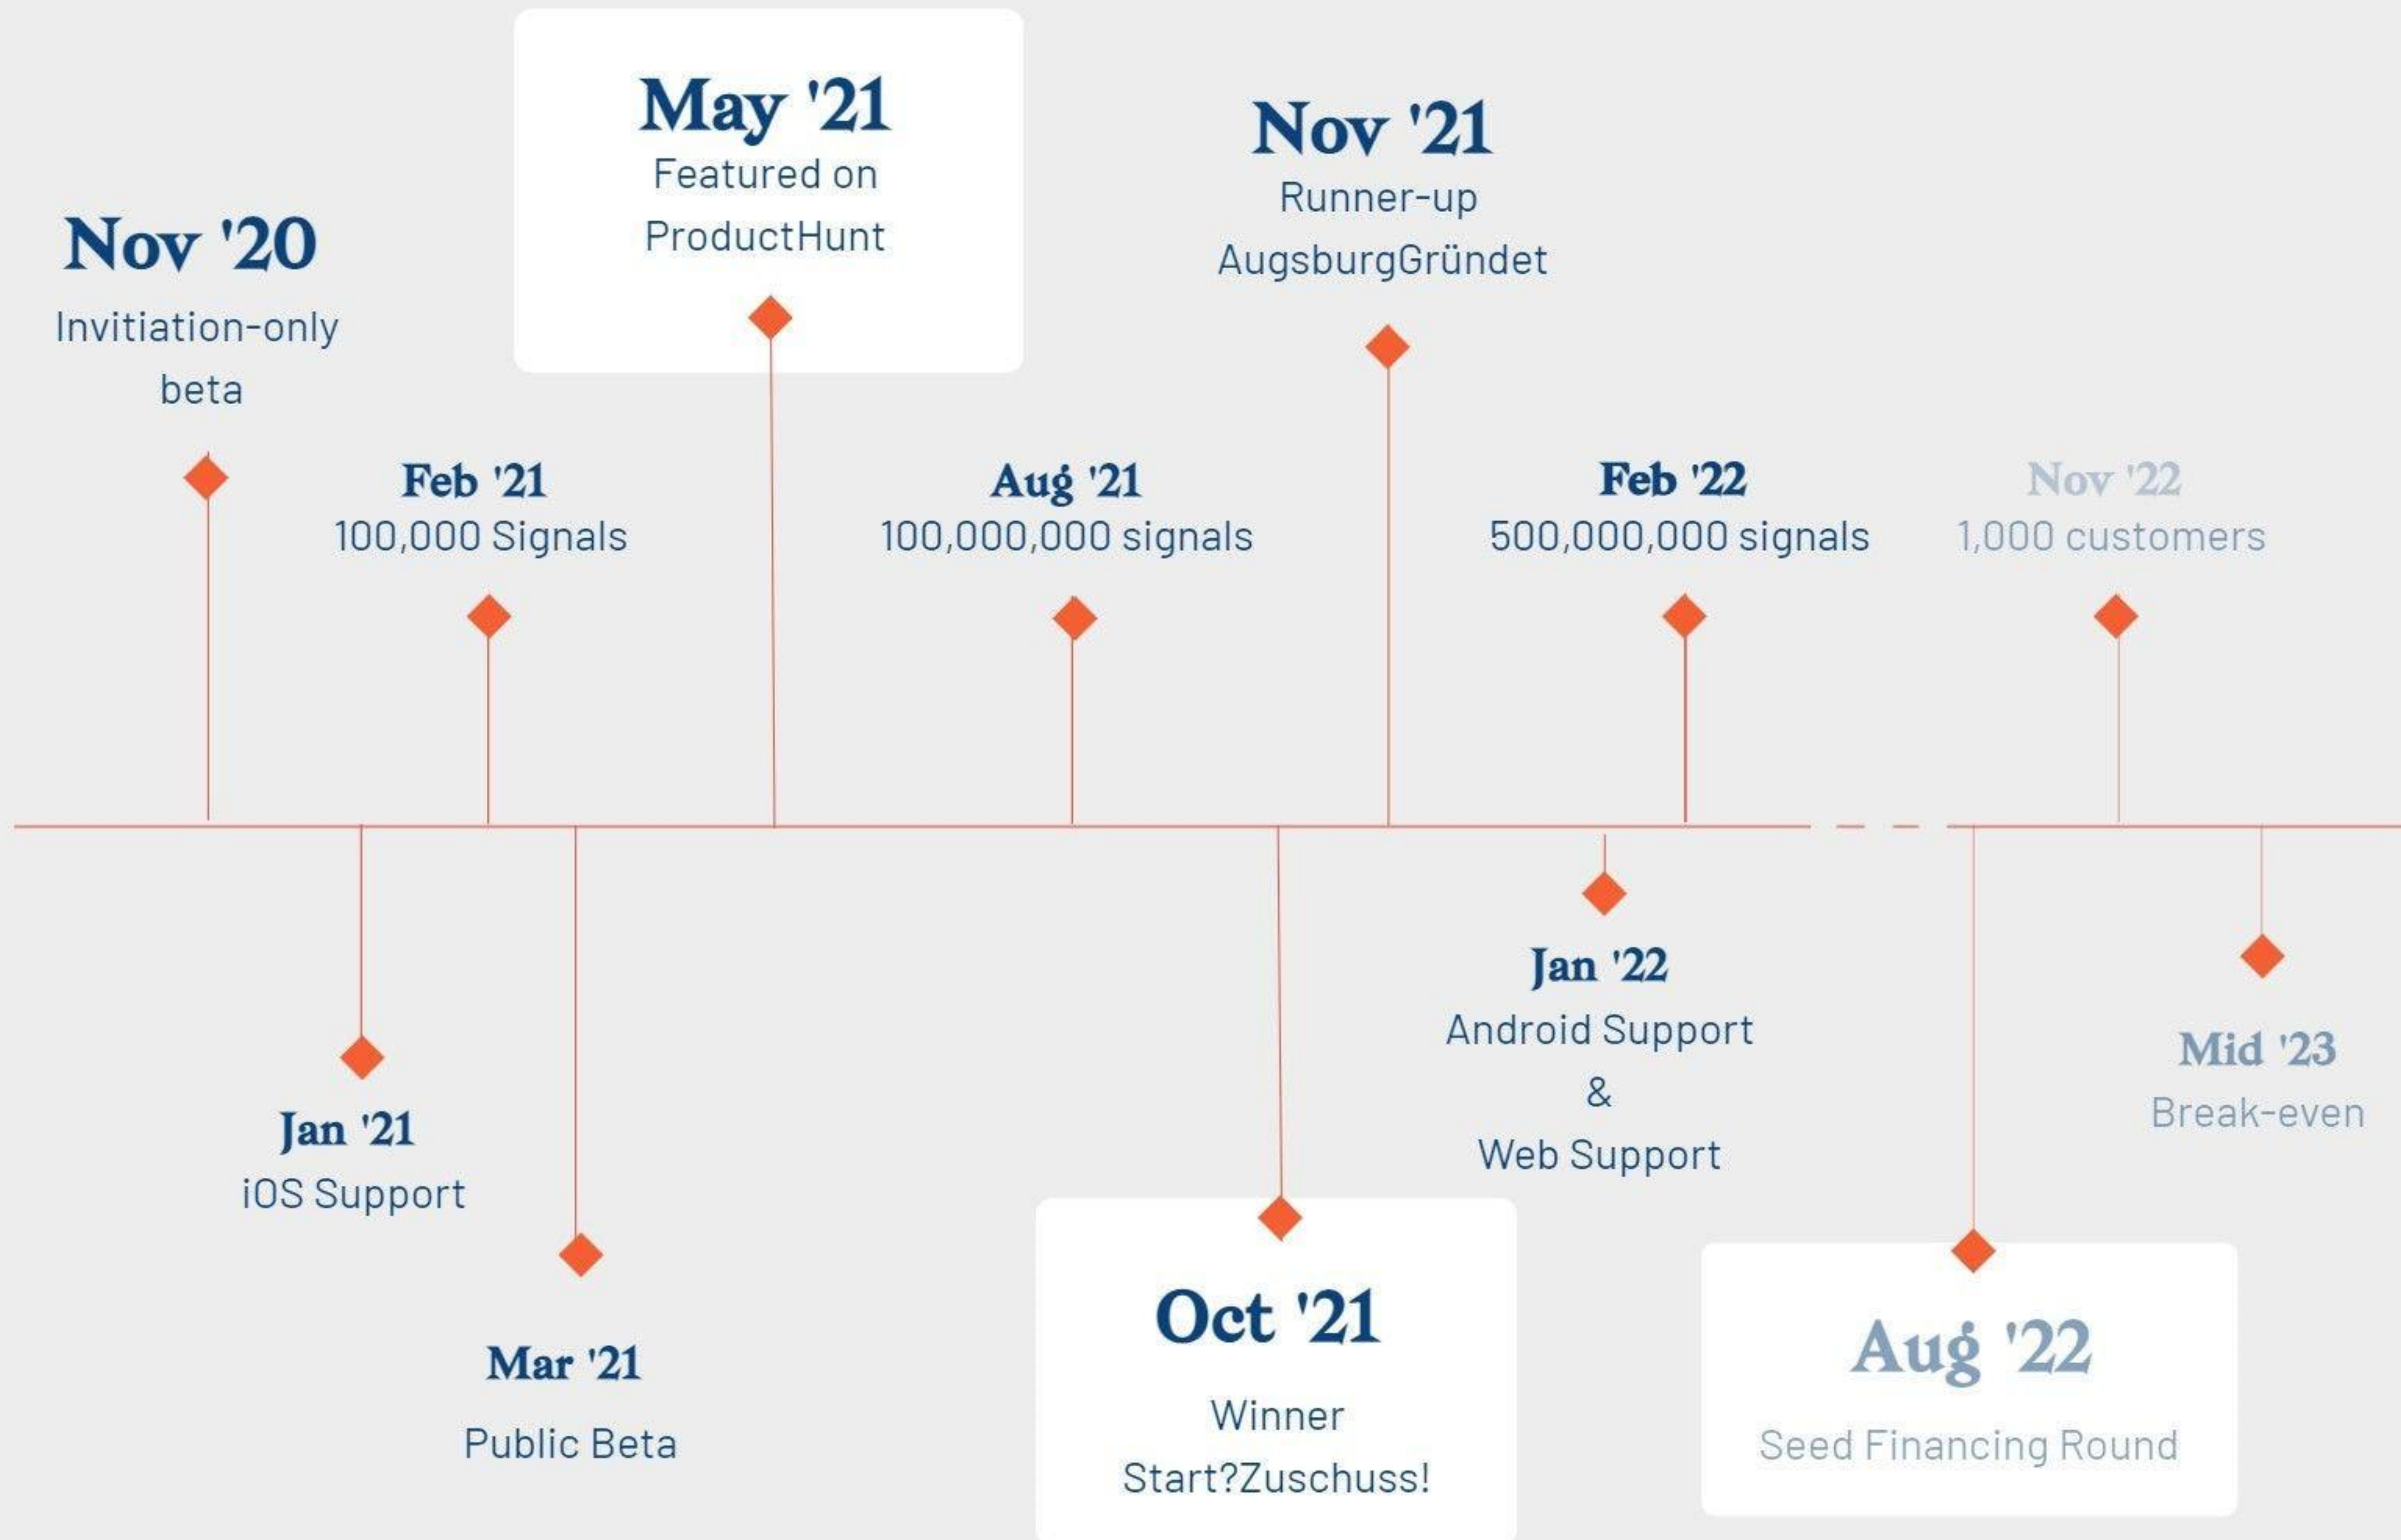 Nov '20
Invitiation-only
beta
Jan '21
iOS Support
Feb '21
100,000 Signals
Mar '21
Public Beta
May '21
Featured on
ProductHunt
Aug '21
100,000,000 signals
Oct '21
Winner
Start?Zuschuss!
Nov '21
Runner-up
AugsburgGründet
Jan '22
Android Support
&
Web Support
Feb '22
500,000,000 signals
Aug '22
Seed Financing Round
Nov '22
1,000 customers
Mid '23
Break-even